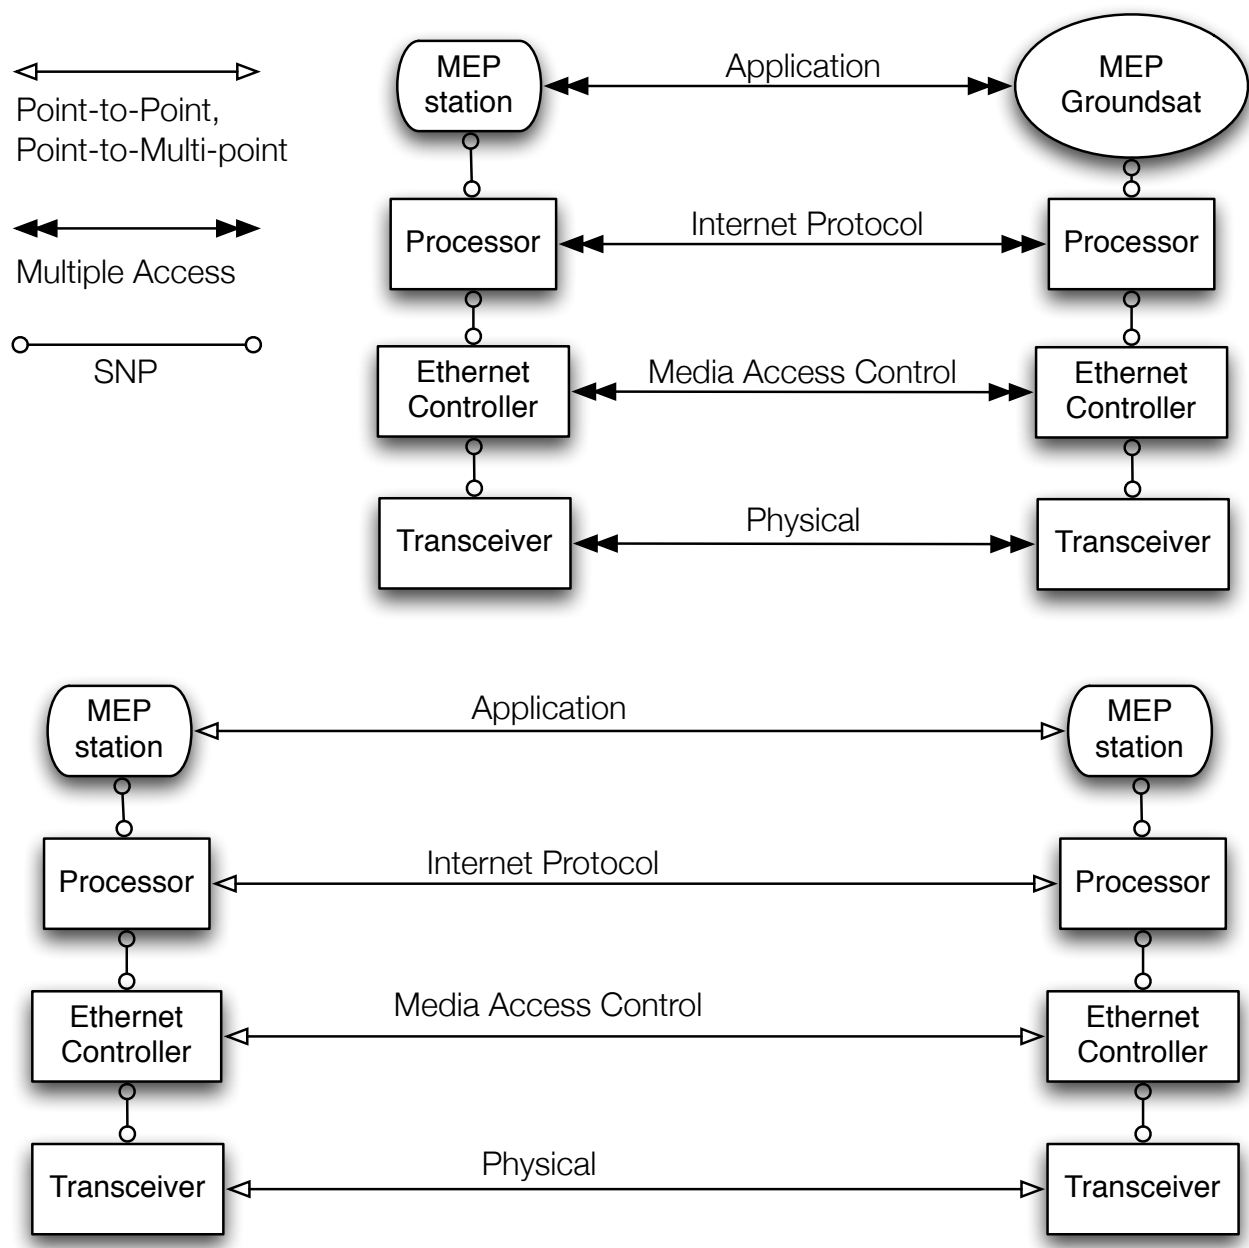 Point-to-Point,
Point-to-Multi-point
Multiple Access
SNP
MEP
station
Application
MEP
Groundsat
Processor
Internet Protocol
Processor
Ethernet
Controller
Media Access Control
Ethernet
Controller
Transceiver
Physical
Transceiver
MEP
station
Application
MEP
station
Processor
Internet Protocol
Processor
Ethernet
Controller
Media Access Control
Ethernet
Controller
Transceiver
Physical
Transceiver